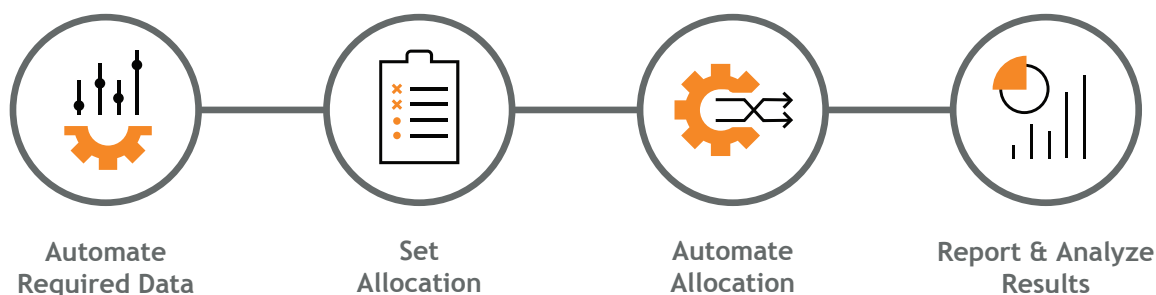 Automate
Required Data
Set
Allocation
Automate
Allocation
Report & Analyze
Results